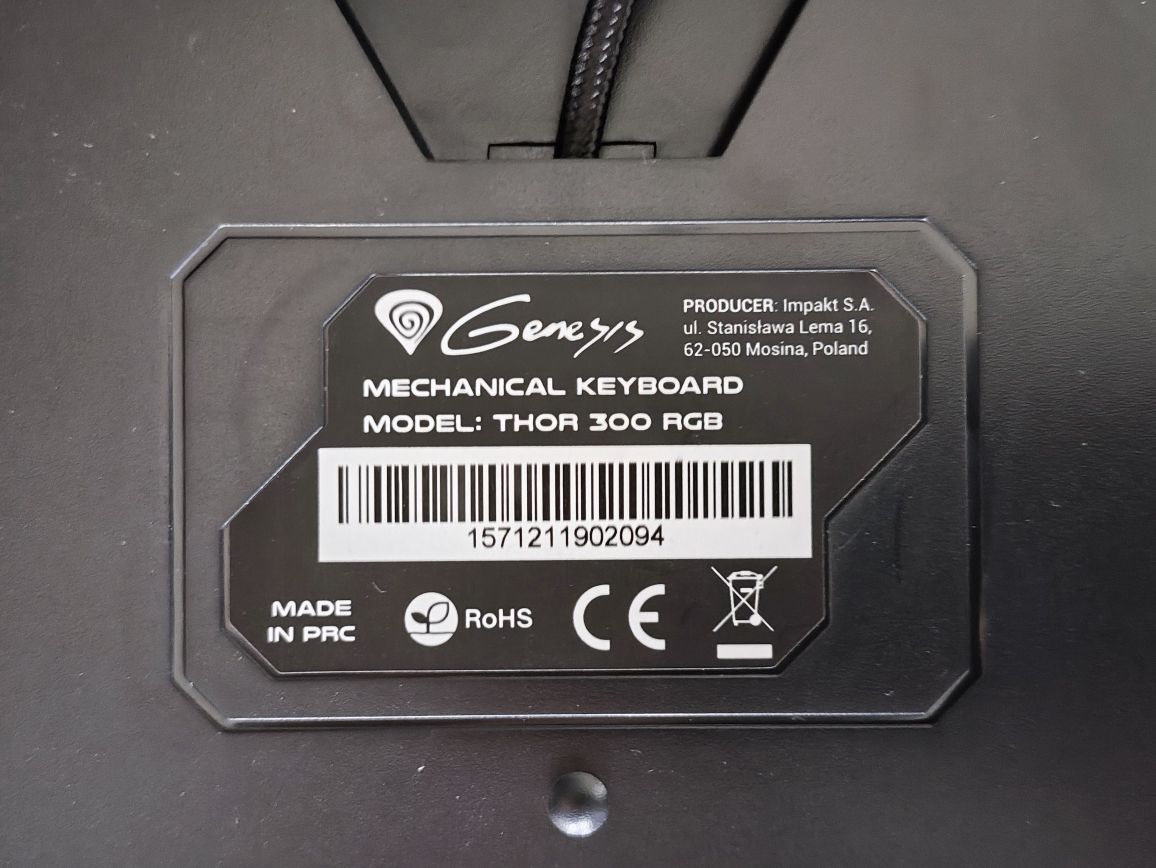 Genesis
PRODUCER: Impakt S.A.
ul. Stanisława Lema 16,
62-050 Mosina, Poland
MECHANICAL KEYBOARD
MODEL: THOR 300 RGB
1571211902094
MADE
IN PRC
RoHS
CE